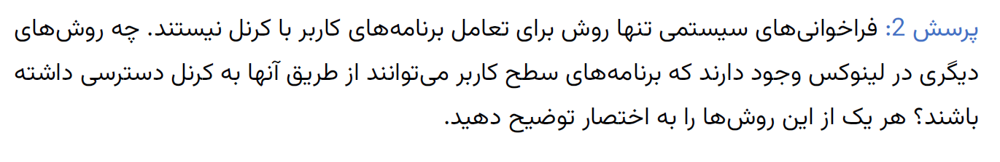 پرسش 2: فراخوانی‌های سیستمی تنها روش برای تعامل برنامه‌های کاربر با کرنل نیستند. چه روش‌های
دیگری در لینوکس وجود دارند که برنامه‌های سطح کاربر می‌توانند از طریق آنها به کرنل دسترسی داشته
باشند؟ هر یک از این روش‌ها را به اختصار توضیح دهید.